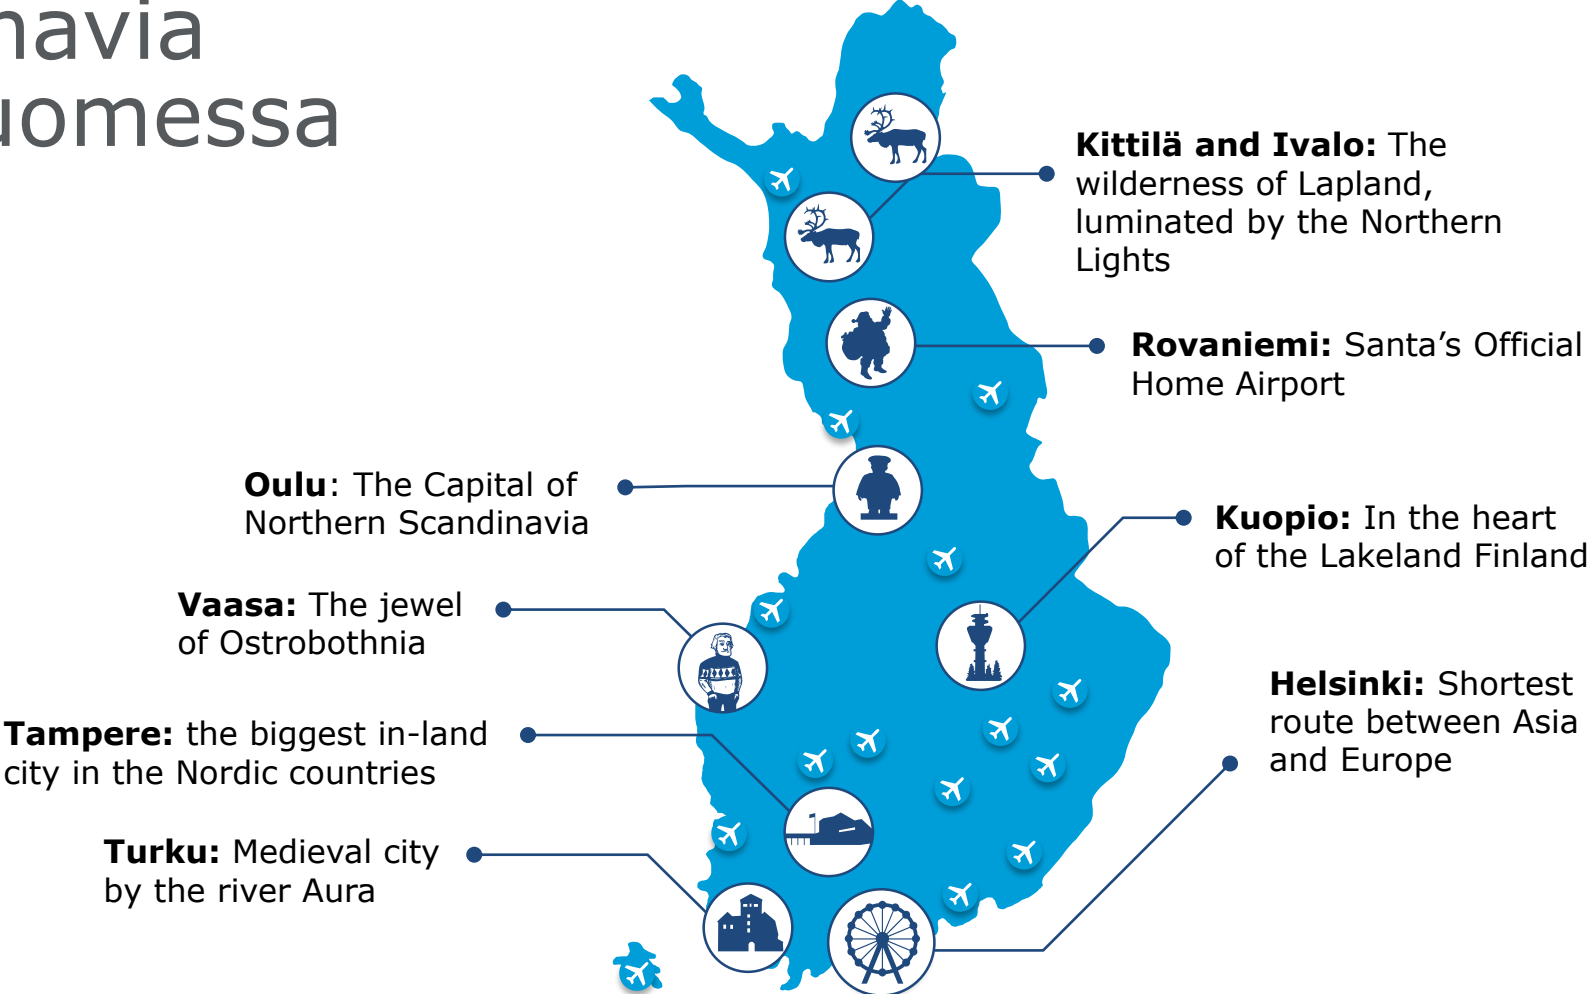 navia
uomessa
Kittilä and Ivalo: The
wilderness of Lapland,
luminated by the Northern
Lights
Rovaniemi: Santa’s Official
Home Airport
Oulu: The Capital of
Northern Scandinavia
Kuopio: In the heart
of the Lakeland Finland
Vaasa: The jewel
of Ostrobothnia
Helsinki: Shortest
route between Asia
and Europe
Tampere: the biggest in-land
city in the Nordic countries
Turku: Medieval city
by the river Aura